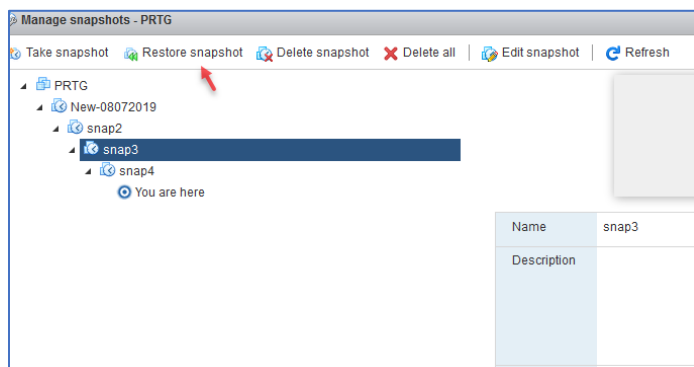 Manage snapshots - PRTG
Take snapshot Restore snapshot Delete snapshot Delete all Edit snapshot Refresh
PRTG
New-08072019
snap2
snap3
snap4
You are here
Name snap3
Description